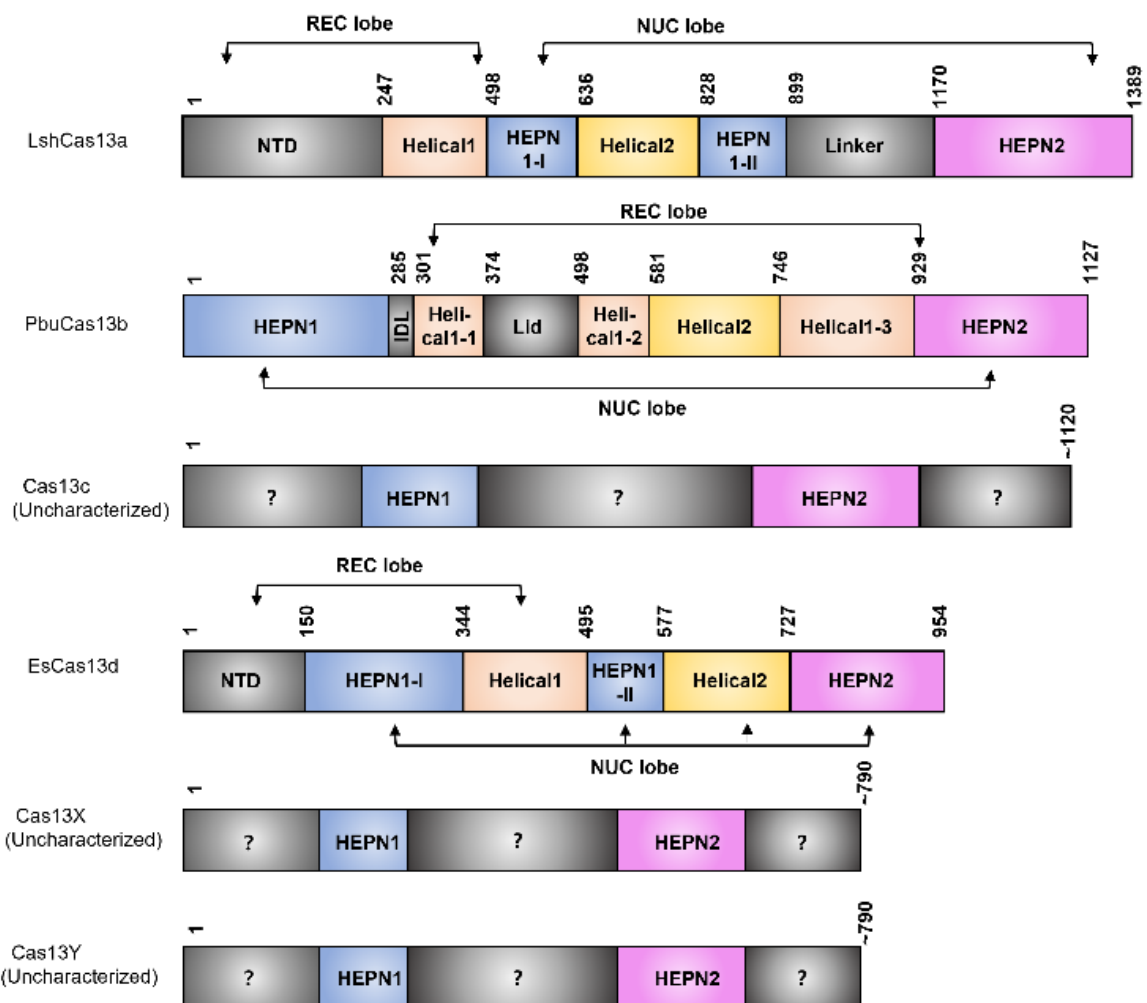 REC lobe
NUC lobe
1
247
498
636
828
899
1170
1389
LshCas13a
NTD
Helical1
HEPN
1-I
Helical2
HEPN
1-II
Linker
HEPN2
REC lobe
1
285
301
374
498
581
746
929
1127
PbuCas13b
HEPN1
IDL
Heli-
cal1-1
Lid
Heli-
cal1-2
Helical2
Helical1-3
HEPN2
NUC lobe
1
~1120
Cas13c
(Uncharacterized)
?
HEPN1
?
HEPN2
?
REC lobe
1
150
344
495
577
727
954
EsCas13d
NTD
HEPN1-I
Helical1
HEPN1
-II
Helical2
HEPN2
NUC lobe
1
~790
Cas13X
(Uncharacterized)
?
HEPN1
?
HEPN2
?
1
~790
Cas13Y
(Uncharacterized)
?
HEPN1
?
HEPN2
?